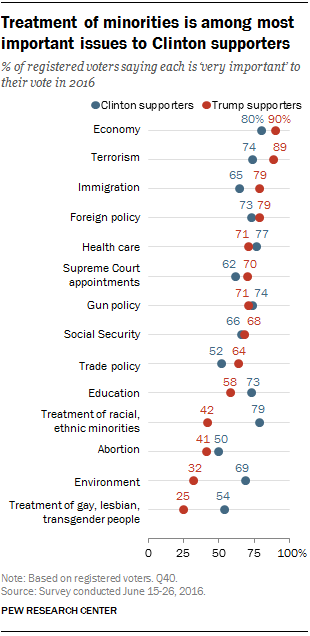 Treatment of minorities is among most
important issues to Clinton supporters
% of registered voters saying each is 'very important' to
their vote in 2016
Clinton supporters Trump supporters
Economy 80% 90%
Terrorism 74 89
Immigration 65 79
Foreign policy 73 79
Health care 71 77
Supreme Court
appointments 62 70
Gun policy 71 74
Social Security 66 68
Trade policy 52 64
Education 58 73
Treatment of racial,
ethnic minorities 42 79
Abortion 41 50
Environment 32 69
Treatment of gay, lesbian,
transgender people 25 54
0 25 50 75 100%
Note: Based on registered voters. Q40.
Source: Survey conducted June 15-26, 2016.
PEW RESEARCH CENTER